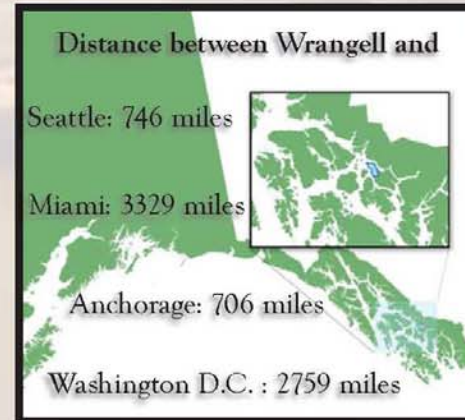 Distance between Wrangell and
Seattle: 746 miles
Miami: 3329 miles
Anchorage: 706 miles
Washington D.C. : 2759 miles